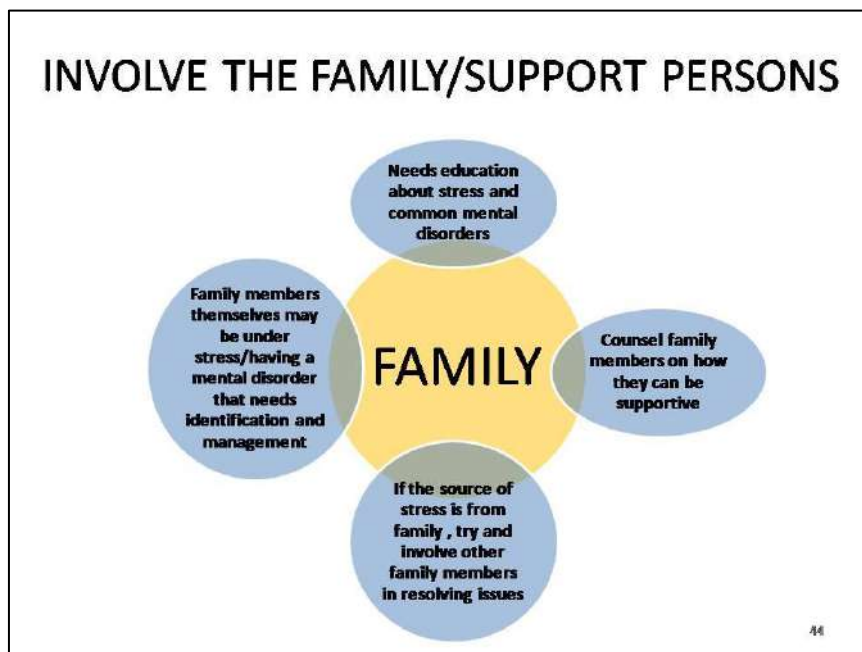 INVOLVE THE FAMILY/SUPPORT PERSONS
Needs education
about stress and
common mental
disorders
Family members
themselves may
be under
stress/having a
mental disorder
that needs
identification and
management
FAMILY
Counsel family
members on how
they can be
supportive
If the source of
stress is from
family , try and
involve other
family members
in resolving issues
44